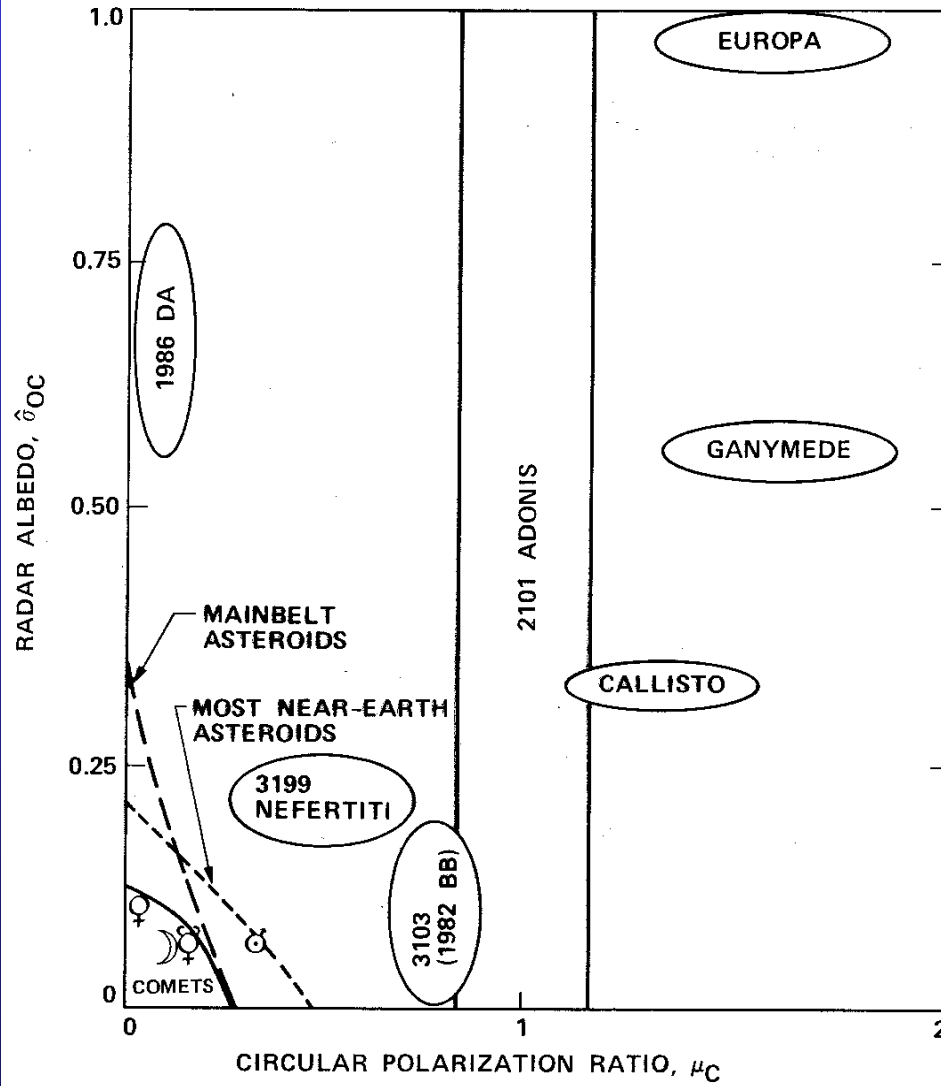 1.0
EUROPA
0.75
1986 DA
RADAR ALBEDO, σ̂OC
GANYMEDE
0.50
2101 ADONIS
MAINBELT
ASTEROIDS
CALLISTO
MOST NEAR-EARTH
ASTEROIDS
0.25
3199
NEFERTITI
3103
(1982 BB)
♀
☽ ☿ ♂
COMETS
0
0 1 2
CIRCULAR POLARIZATION RATIO, μC